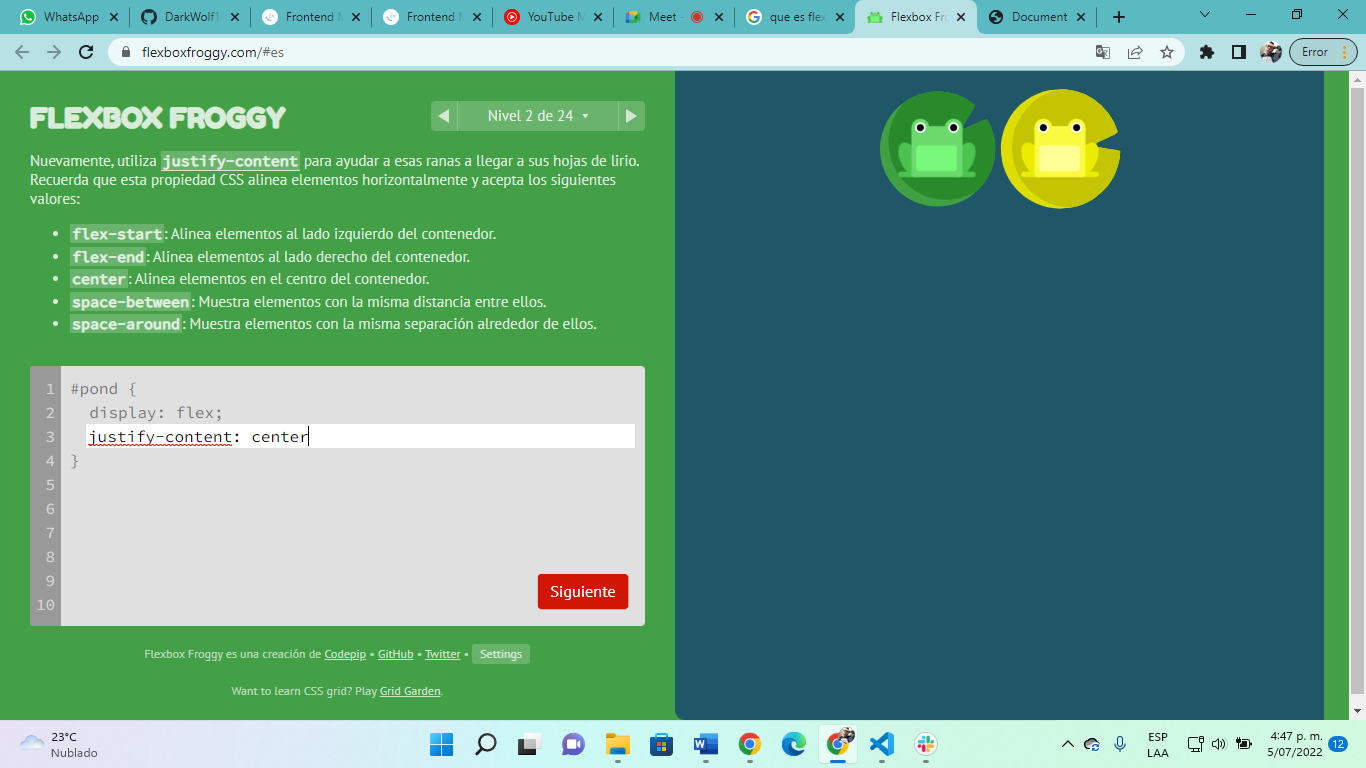 WhatsApp
DarkWolf1
Frontend M
Frontend M
YouTube M
Meet -
que es flex
Flexbox Fro
Document
flexboxfroggy.com/#es
Error
FLEXBOX FROGGY
Nivel 2 de 24
Nuevamente, utiliza justify-content para ayudar a esas ranas a llegar a sus hojas de lirio.
Recuerda que esta propiedad CSS alinea elementos horizontalmente y acepta los siguientes
valores:
• flex-start: Alinea elementos al lado izquierdo del contenedor.
• flex-end: Alinea elementos al lado derecho del contenedor.
• center: Alinea elementos en el centro del contenedor.
• space-between: Muestra elementos con la misma distancia entre ellos.
• space-around: Muestra elementos con la misma separación alrededor de ellos.
1 #pond {
2 display: flex;
3 justify-content: center
4 }
5
6
7
8
9
10
Siguiente
Flexbox Froggy es una creación de Codepip • GitHub • Twitter • Settings
Want to learn CSS grid? Play Grid Garden.
23°C
Nublado
ESP
LAA
4:47 p. m.
5/07/2022
12